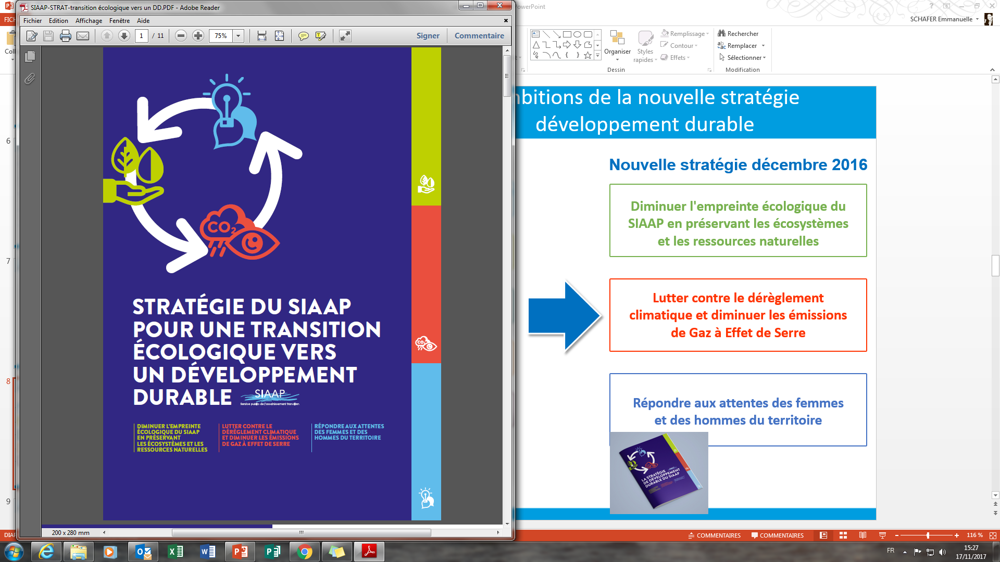 SIAAP-STRAT-transition écologique vers un DD.PDF - Adobe Reader
Fichier Edition Affichage Fenêtre Aide
1 / 11 75% Signer Commentaire
STRATÉGIE DU SIAAP
POUR UNE TRANSITION
ÉCOLOGIQUE VERS
UN DÉVELOPPEMENT
DURABLE
SIAAP
Service public de l'assainissement francilien
DIMINUER L'EMPREINTE
ÉCOLOGIQUE DU SIAAP
EN PRÉSERVANT
LES ÉCOSYSTÈMES ET LES
RESSOURCES NATURELLES
LUTTER CONTRE LE
DÉRÈGLEMENT CLIMATIQUE
ET DIMINUER LES ÉMISSIONS
DE GAZ À EFFET DE SERRE
RÉPONDRE AUX ATTENTES
DES FEMMES ET DES
HOMMES DU TERRITOIRE
CO2
CO2
200 x 280 mm
PowerPoint
SCHAFER Emmanuelle
FICH
Coll
Organiser
Styles
rapides
Remplissage
Contour
Effets
Dessin
Rechercher
Remplacer
Sélectionner
Modification
6
7
8
9
mbitions de la nouvelle stratégie
développement durable
Nouvelle stratégie décembre 2016
Diminuer l'empreinte écologique du
SIAAP en préservant les écosystèmes
et les ressources naturelles
Lutter contre le dérèglement
climatique et diminuer les émissions
de Gaz à Effet de Serre
Répondre aux attentes des femmes
et des hommes du territoire
LA STRATÉGIE
DE DÉVELOPPEMENT
DURABLE DU SIAAP
DIAP
COMMENTAIRES COMMENTAIRES 116 %
FR
15:27
17/11/2017